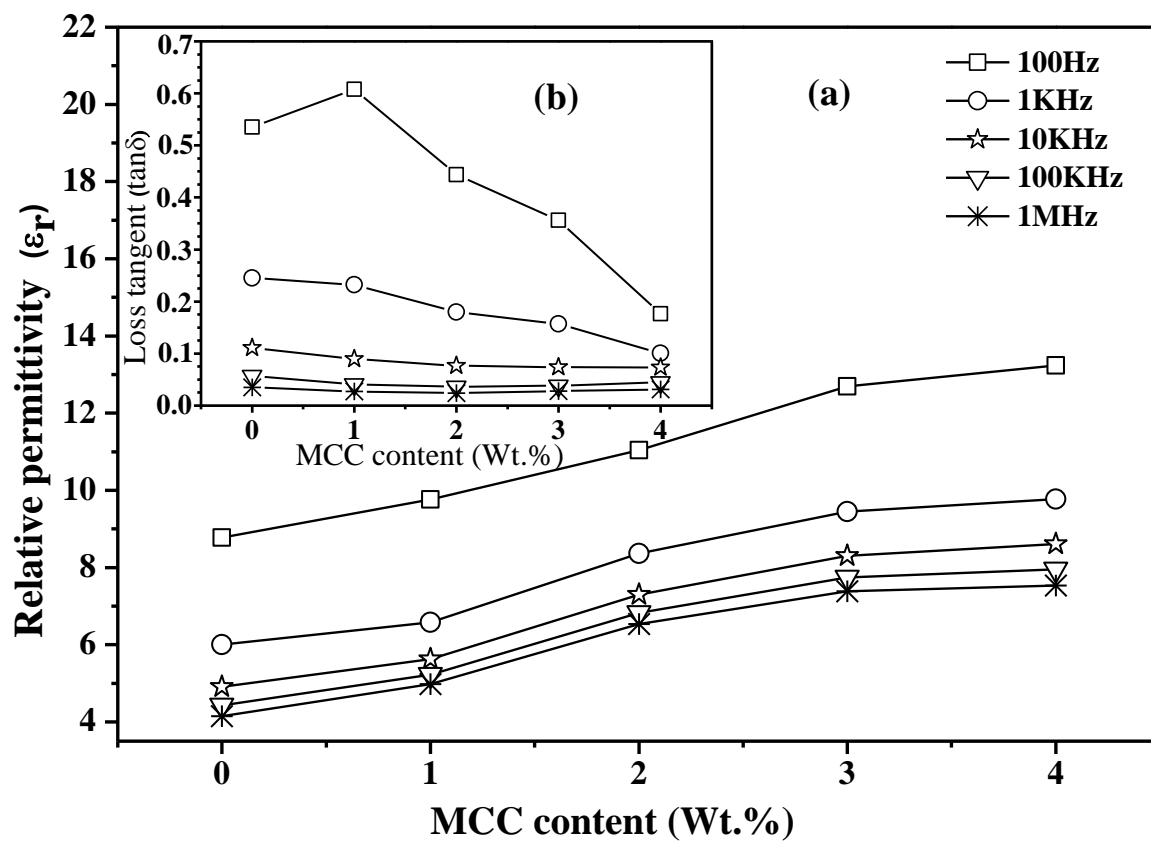 22
20
18
16
14
12
10
8
6
4
Relative permittivity (εr)
0 1 2 3 4
MCC content (Wt.%)
(a)
100Hz
1KHz
10KHz
100KHz
1MHz
0.7
0.6
0.5
0.4
0.3
0.2
0.1
0.0
Loss tangent (tanδ)
(b)
0 1 2 3 4
MCC content (Wt.%)